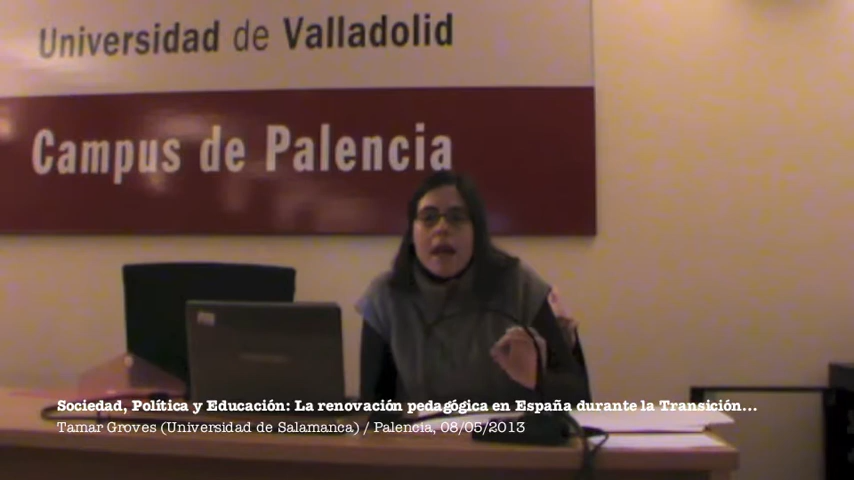 Universidad de Valladolid
Campus de Palencia
Sociedad, Política y Educación: La renovación pedagógica en España durante la Transición...
Tamar Groves (Universidad de Salamanca) / Palencia, 08/05/2013